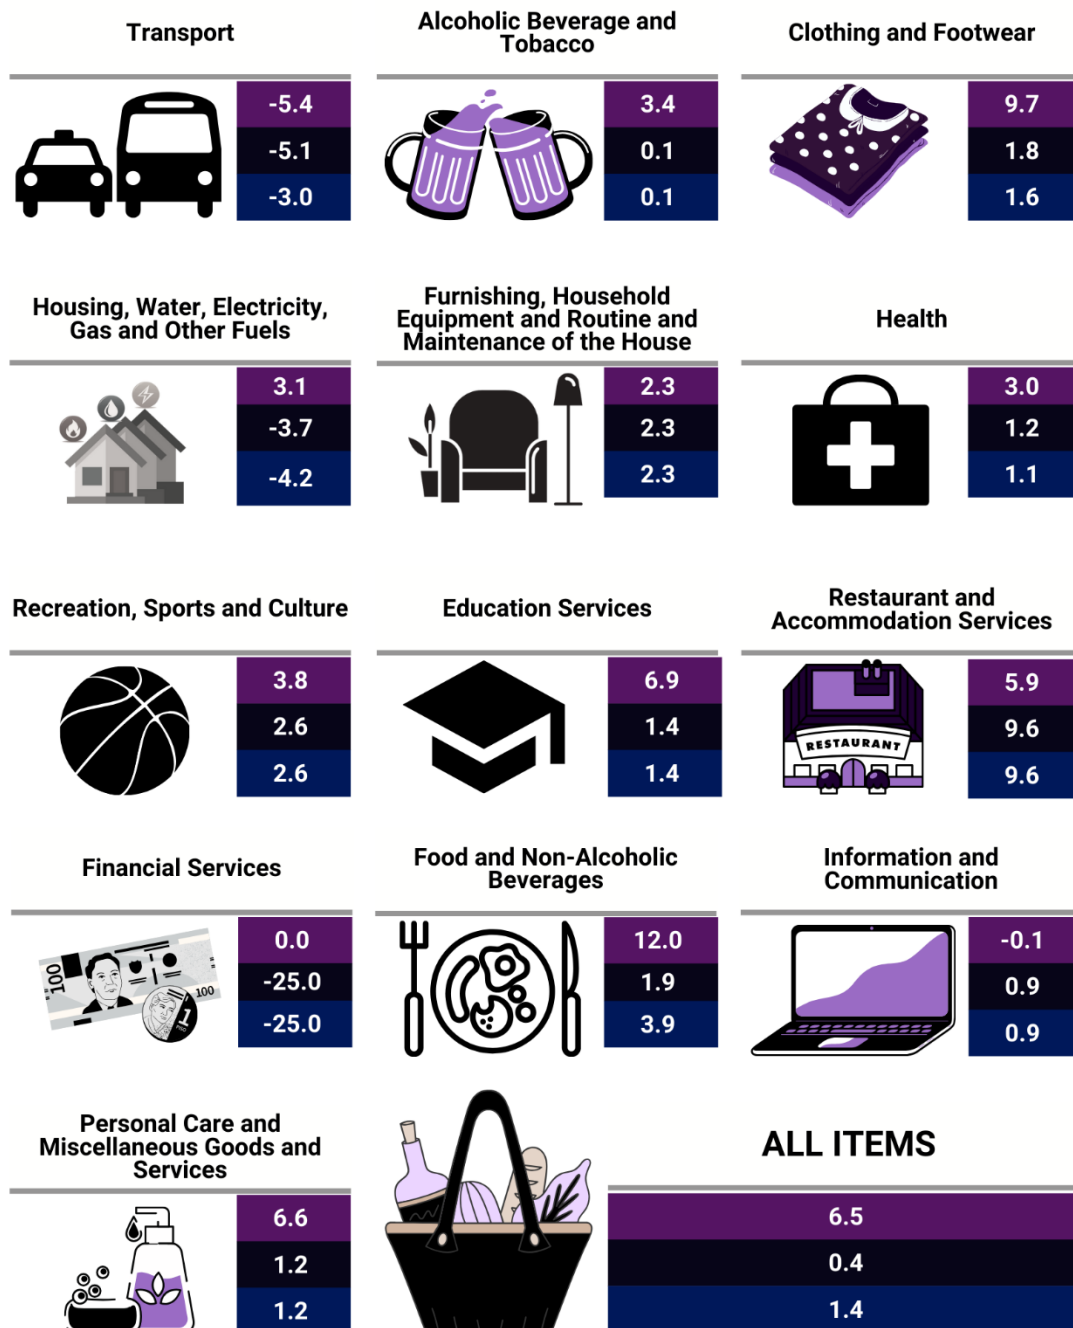 Transport
-5.4
-5.1
-3.0
Alcoholic Beverage and
Tobacco
3.4
0.1
0.1
Clothing and Footwear
9.7
1.8
1.6
Housing, Water, Electricity,
Gas and Other Fuels
3.1
-3.7
-4.2
Furnishing, Household
Equipment and Routine and
Maintenance of the House
2.3
2.3
2.3
Health
3.0
1.2
1.1
Recreation, Sports and Culture
3.8
2.6
2.6
Education Services
6.9
1.4
1.4
Restaurant and
Accommodation Services
RESTAURANT
5.9
9.6
9.6
Financial Services
100
100
1
0.0
-25.0
-25.0
Food and Non-Alcoholic
Beverages
12.0
1.9
3.9
Information and
Communication
-0.1
0.9
0.9
Personal Care and
Miscellaneous Goods and
Services
6.6
1.2
1.2
ALL ITEMS
6.5
0.4
1.4